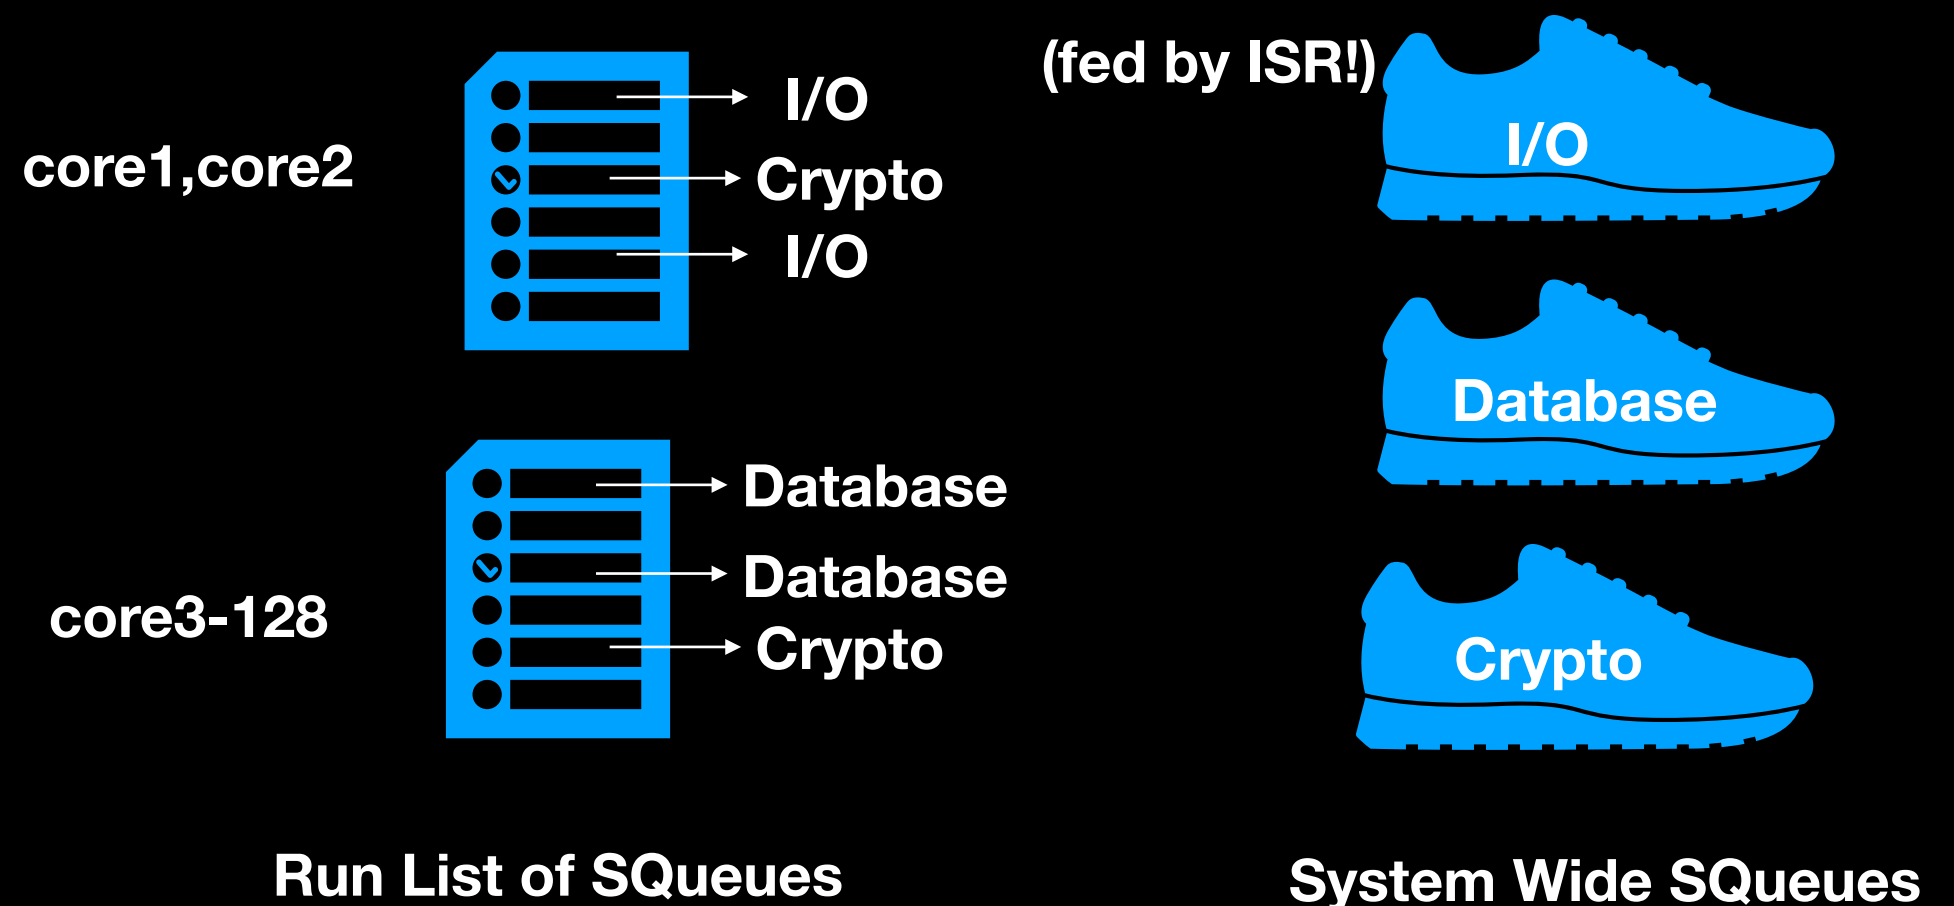 core1,core2
I/O
Crypto
I/O
core3-128
Database
Database
Crypto
Run List of SQueues
(fed by ISR!)
I/O
Database
Crypto
System Wide SQueues